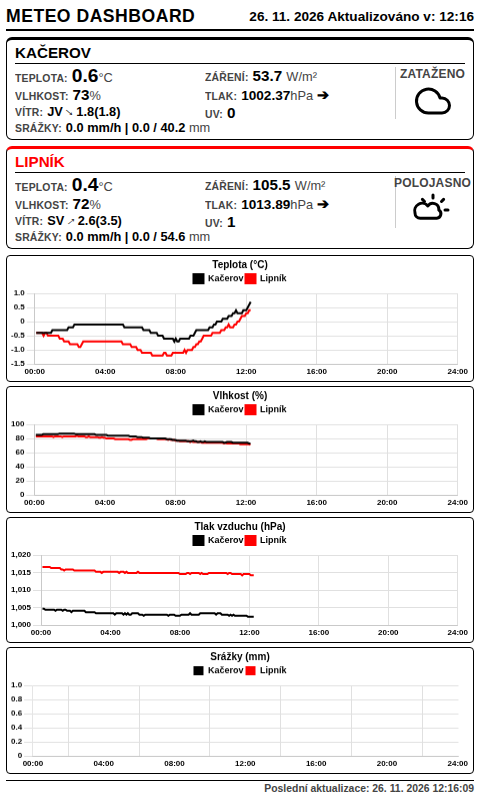 METEO DASHBOARD 26. 11. 2026 Aktualizováno v: 12:16
KAČEROV
TEPLOTA: 0.6°C ZÁŘENÍ: 53.7 W/m² ZATAŽENO
VLHKOST: 73% TLAK: 1002.37hPa ➔
VÍTR: JV → 1.8(1.8) UV: 0
SRÁŽKY: 0.0 mm/h | 0.0 / 40.2 mm
LIPNÍK
TEPLOTA: 0.4°C ZÁŘENÍ: 105.5 W/m² POLOJASNO
VLHKOST: 72% TLAK: 1013.89hPa ➔
VÍTR: SV → 2.6(3.5) UV: 1
SRÁŽKY: 0.0 mm/h | 0.0 / 54.6 mm
Teplota (°C)
Kačerov Lipník
1.0
0.5
0
-0.5
-1.0
-1.5
00:00 04:00 08:00 12:00 16:00 20:00 24:00
Vlhkost (%)
Kačerov Lipník
100
80
60
40
20
0
00:00 04:00 08:00 12:00 16:00 20:00 24:00
Tlak vzduchu (hPa)
Kačerov Lipník
1,020
1,015
1,010
1,005
1,000
00:00 04:00 08:00 12:00 16:00 20:00 24:00
Srážky (mm)
Kačerov Lipník
1.0
0.8
0.6
0.4
0.2
0
00:00 04:00 08:00 12:00 16:00 20:00 24:00
Poslední aktualizace: 26. 11. 2026 12:16:09